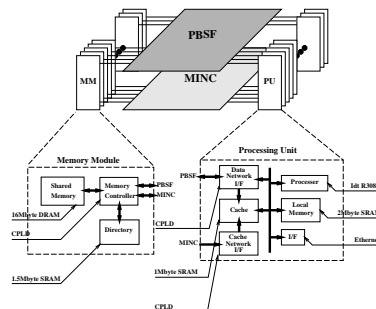 PBSF
MINC
MM
PU
Memory Module
Processing Unit
Shared
Memory
Memory
Controller
Directory
PBSF
MINC
16Mbyte DRAM
CPLD
1.5Mbyte SRAM
PBSF
Data
Network
I/F
Processer
Idt R308
Cache
Local
Memory
2Mbyte SRAM
CPLD
MINC
Cache
Network
I/F
I/F
Etherne
1Mbyte SRAM
CPLD